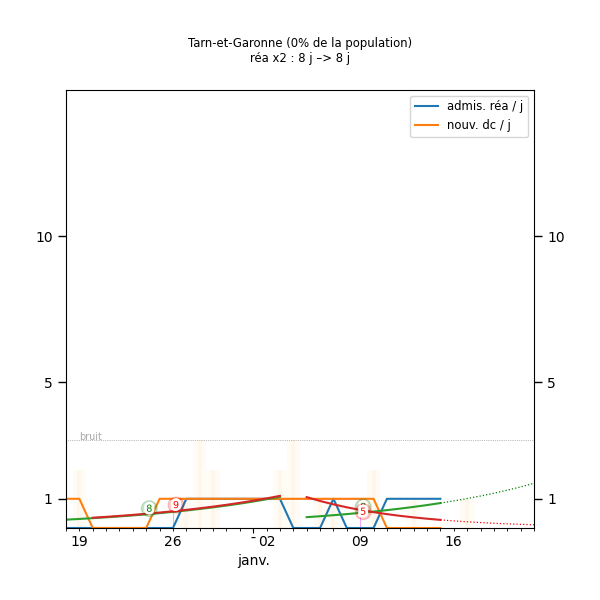 Tarn-et-Garonne (0% de la population)
réa x2 : 8 j –> 8 j
admis. réa / j
nouv. dc / j
10
10
5
5
bruit
1
1
8
9
5
19
26
02
09
16
janv.